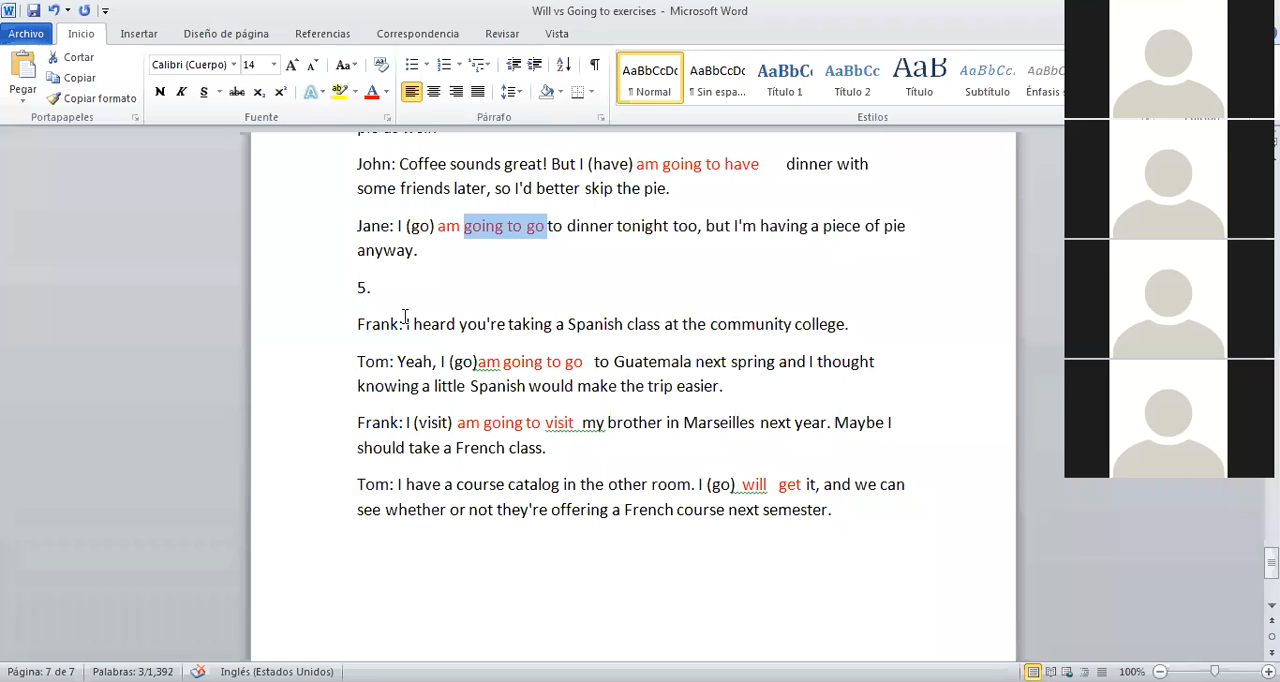 Will vs Going to exercises - Microsoft Word
Archivo Inicio Insertar Diseño de página Referencias Correspondencia Revisar Vista
Pegar
Cortar
Copiar
Copiar formato
Portapapeles
Calibri (Cuerpo) 14 Aa
N K S abc x₂ x² A ab A
Fuente
Párrafo
AaBbCcDc AaBbCcDc AaBbCc AaBbCc AaB AaBbCc AaBbCc
¶ Normal ¶ Sin espa... Título 1 Título 2 Título Subtítulo Énfasis
Estilos
John: Coffee sounds great! But I (have) am going to have dinner with
some friends later, so I'd better skip the pie.
Jane: I (go) am going to go to dinner tonight too, but I'm having a piece of pie
anyway.
5.
Frank: I heard you're taking a Spanish class at the community college.
Tom: Yeah, I (go)am going to go to Guatemala next spring and I thought
knowing a little Spanish would make the trip easier.
Frank: I (visit) am going to visit my brother in Marseilles next year. Maybe I
should take a French class.
Tom: I have a course catalog in the other room. I (go) will get it, and we can
see whether or not they're offering a French course next semester.
Página: 7 de 7 Palabras: 3/1,392 Inglés (Estados Unidos) 100%